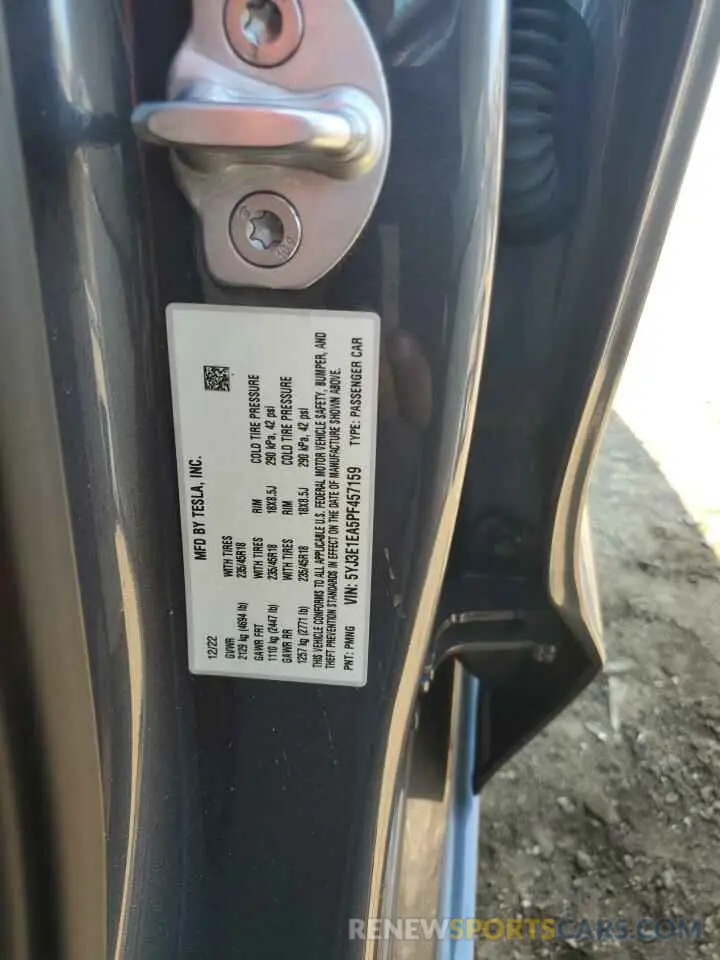 MFD BY TESLA, INC.
12/22
GVWR WITH TIRES
2129 kg (4694 lb) 235/45R18
GAWR FRT WITH TIRES RIM COLD TIRE PRESSURE
1110 kg (2447 lb) 235/45R18 18X8.5J 290 kPa, 42 psi
GAWR RR WITH TIRES RIM COLD TIRE PRESSURE
1257 kg (2771 lb) 235/45R18 18X8.5J 290 kPa, 42 psi
THIS VEHICLE CONFORMS TO ALL APPLICABLE U.S. FEDERAL MOTOR VEHICLE SAFETY, BUMPER, AND
THEFT PREVENTION STANDARDS IN EFFECT ON THE DATE OF MANUFACTURE SHOWN ABOVE.
PNT: PMNG VIN: 5YJ3E1EA5PF457159 TYPE: PASSENGER CAR
RENEWSPORTSCARS.COM